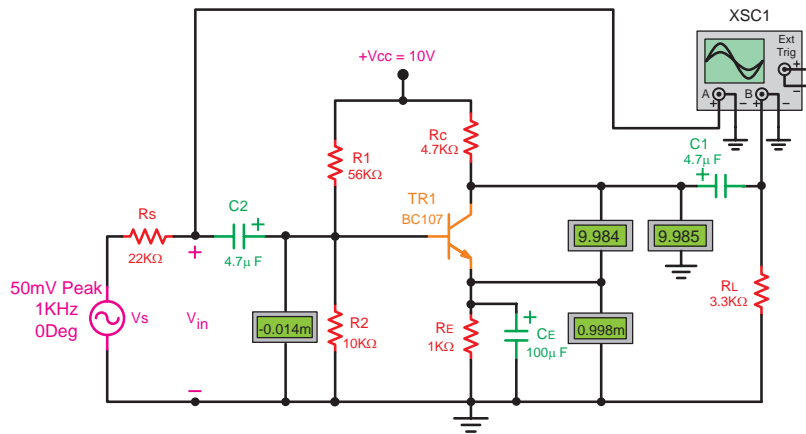 XSC1
Ext
Trig
+
−
A
B
+
−
+
−
+Vcc = 10V
R1
56KΩ
Rc
4.7KΩ
C1
4.7µ F
+
TR1
BC107
Rs
22KΩ
C2
+
4.7µ F
9.984
9.985
50mV Peak
1KHz
0Deg
Vs
+
Vin
−
-0.014m
R2
10KΩ
RE
1KΩ
+
CE
100µ F
0.998m
RL
3.3KΩ